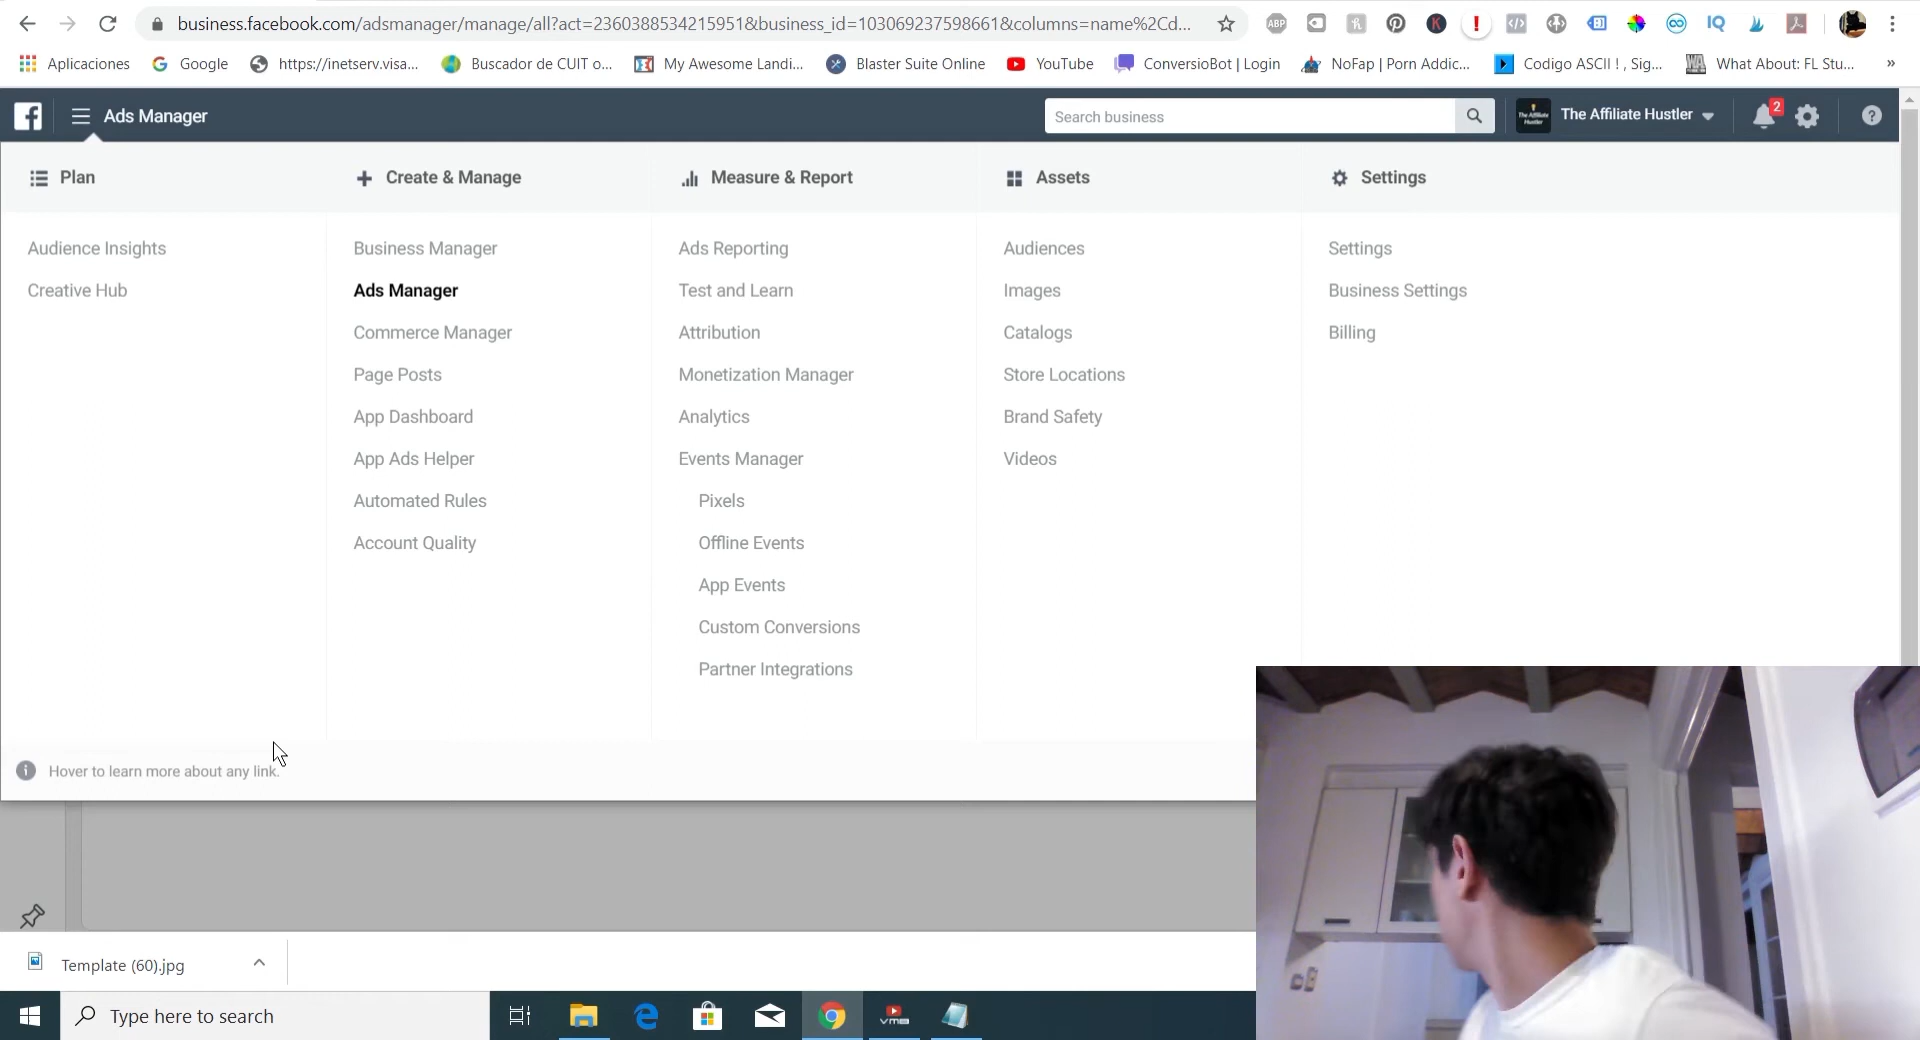 business.facebook.com/adsmanager/manage/all?act=2360388534215951&business_id=103069237598661&columns=name%2Cd...
ABP
IQ
Aplicaciones
Google
https://inetserv.visa...
Buscador de CUIT o...
My Awesome Landi...
Blaster Suite Online
YouTube
ConversioBot | Login
NoFap | Porn Addic...
Codigo ASCII ! , Sig...
What About: FL Stu...
»
Ads Manager
Search business
The Affiliate Hustler
The Affiliate Hustler
2
Plan
Create & Manage
Measure & Report
Assets
Settings
Audience Insights
Business Manager
Ads Reporting
Audiences
Settings
Creative Hub
Ads Manager
Test and Learn
Images
Business Settings
Commerce Manager
Attribution
Catalogs
Billing
Page Posts
Monetization Manager
Store Locations
App Dashboard
Analytics
Brand Safety
App Ads Helper
Events Manager
Videos
Automated Rules
Pixels
Account Quality
Offline Events
App Events
Custom Conversions
Partner Integrations
Hover to learn more about any link.
Template (60).jpg
Type here to search